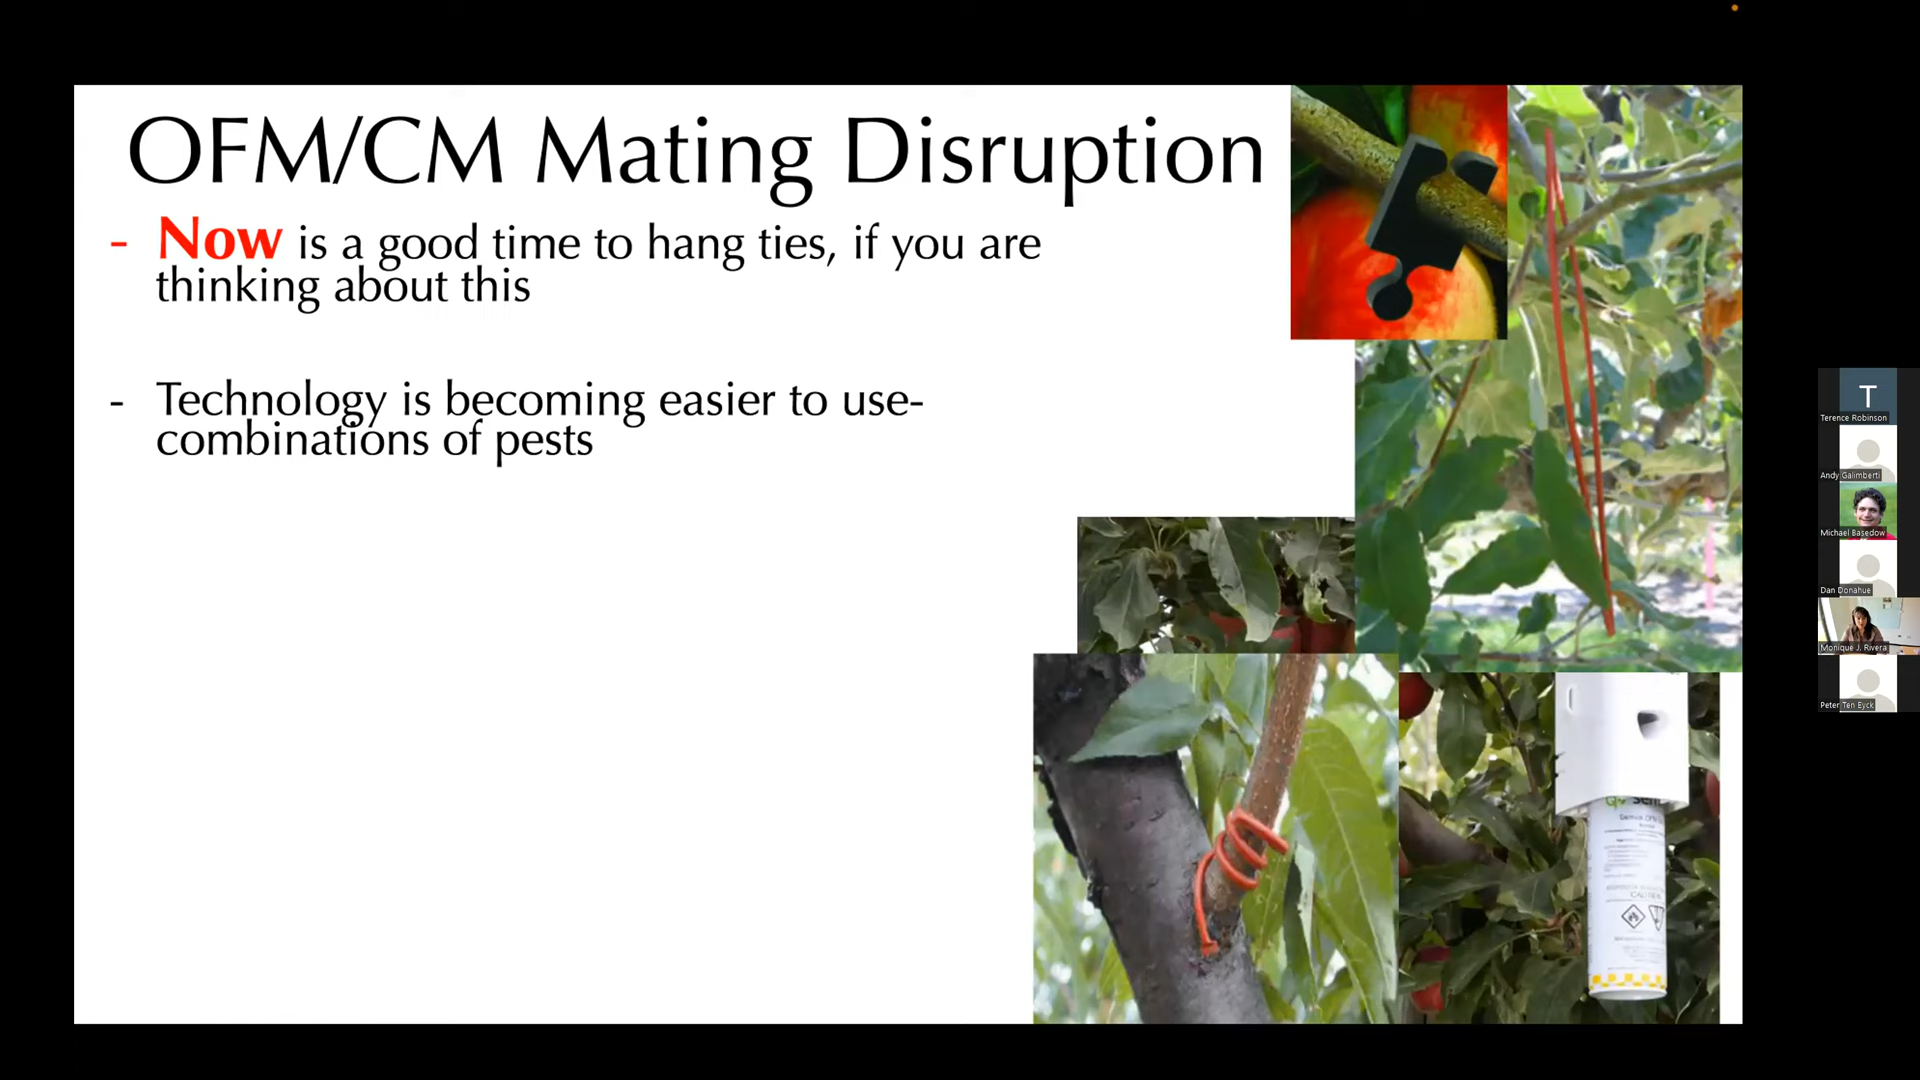 OFM/CM Mating Disruption
- Now is a good time to hang ties, if you are
thinking about this
- Technology is becoming easier to use-
combinations of pests
T
Terence Robinson
Andy Galimberti
Michael Basedow
Dan Donahue
Monique J. Rivera
Peter Ten Eyck